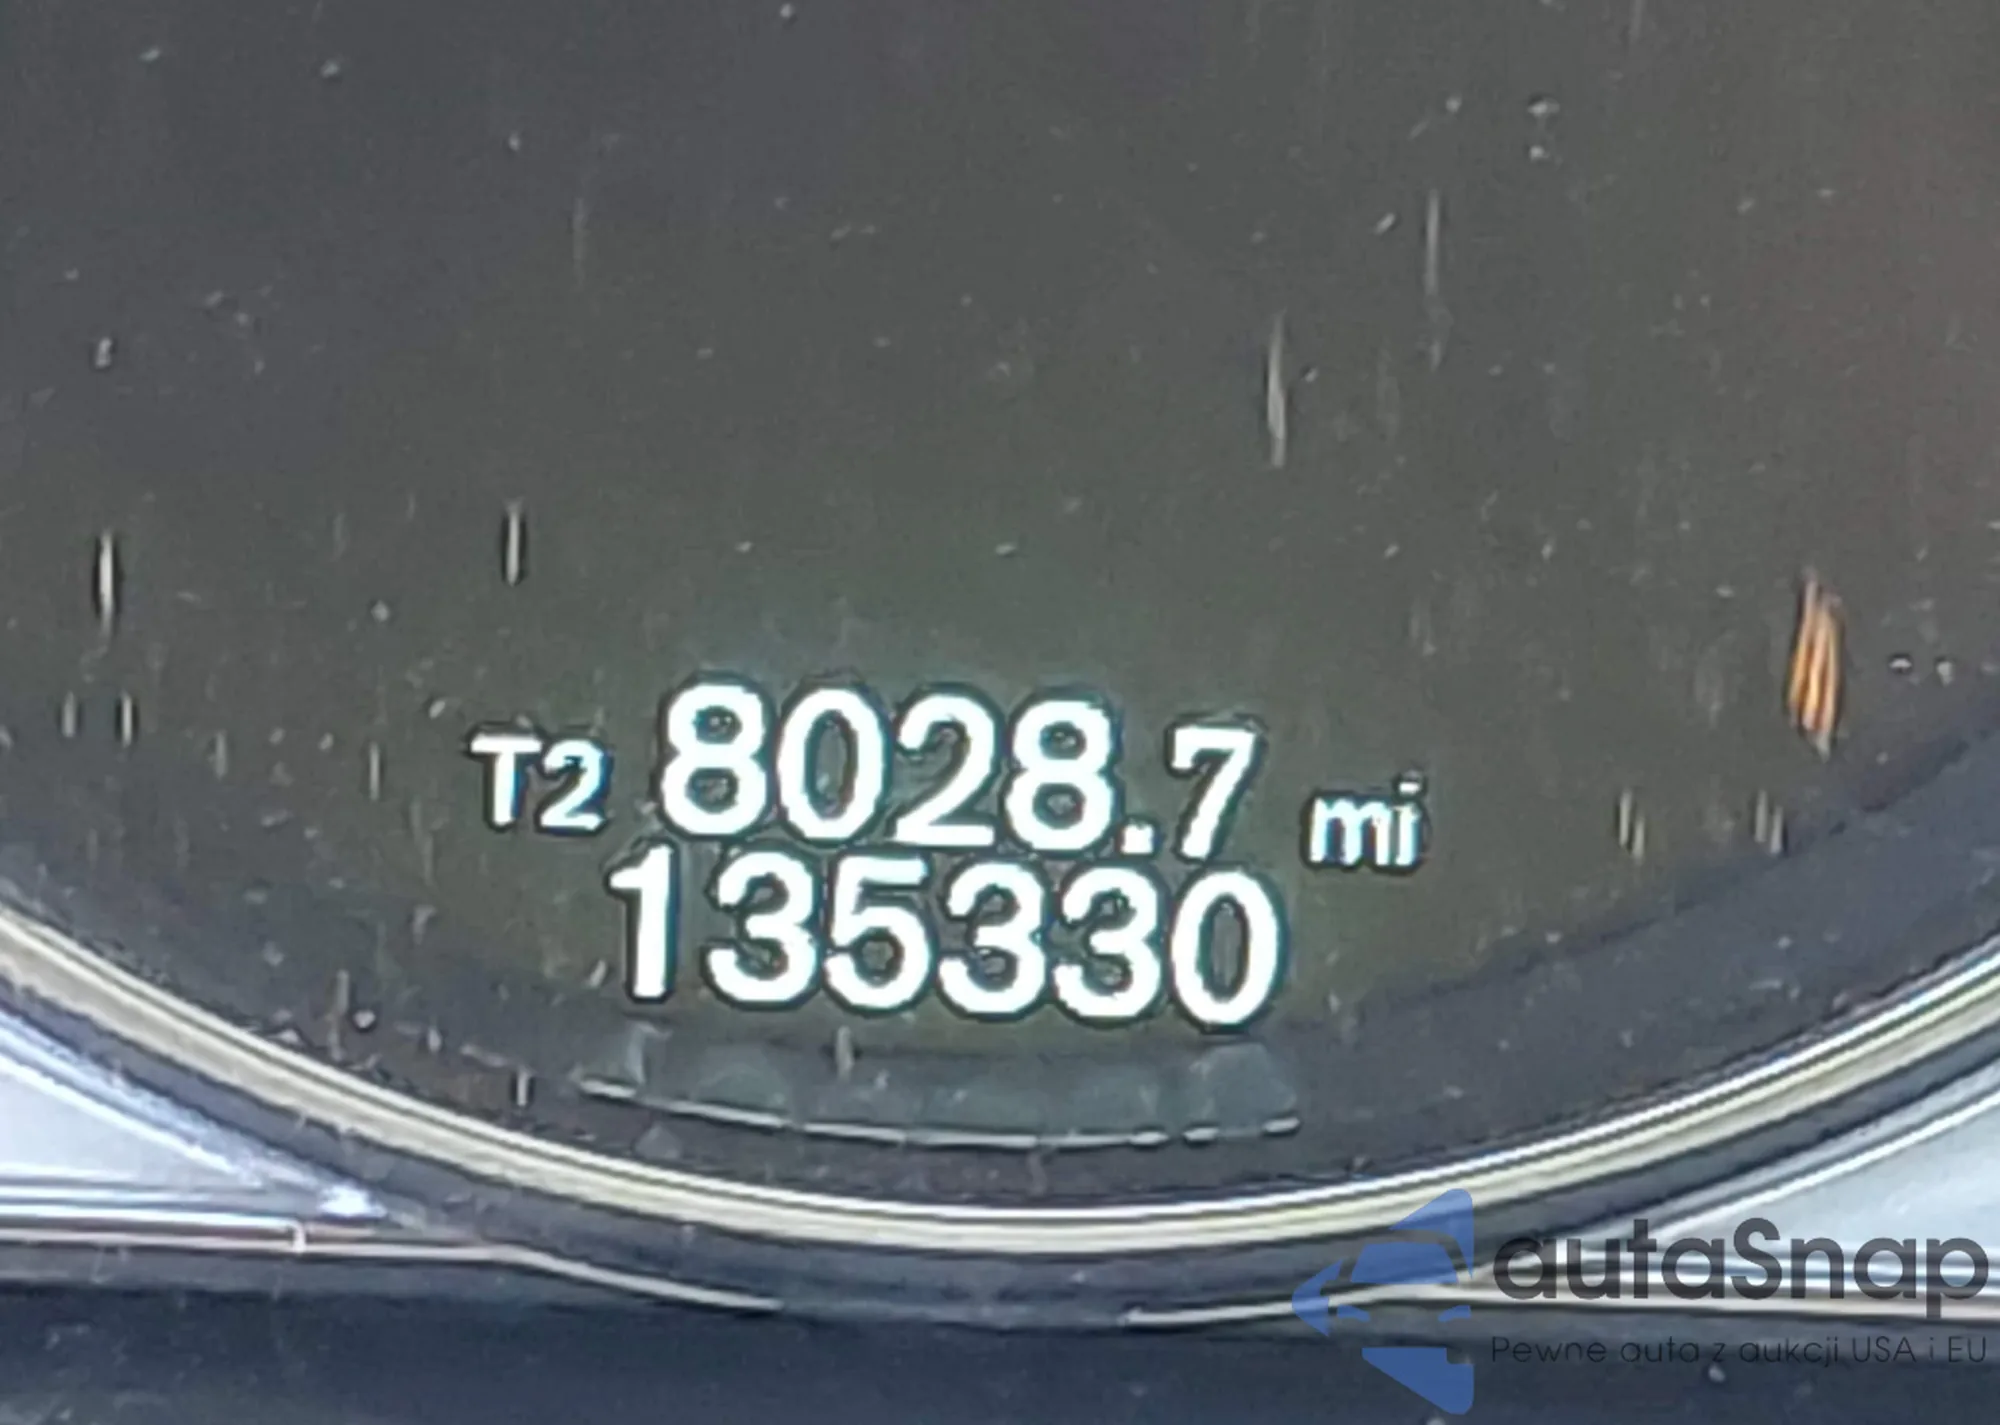 T2 8028.7 mi
135330
autaSnap
Pewne auta z aukcji USA i EU